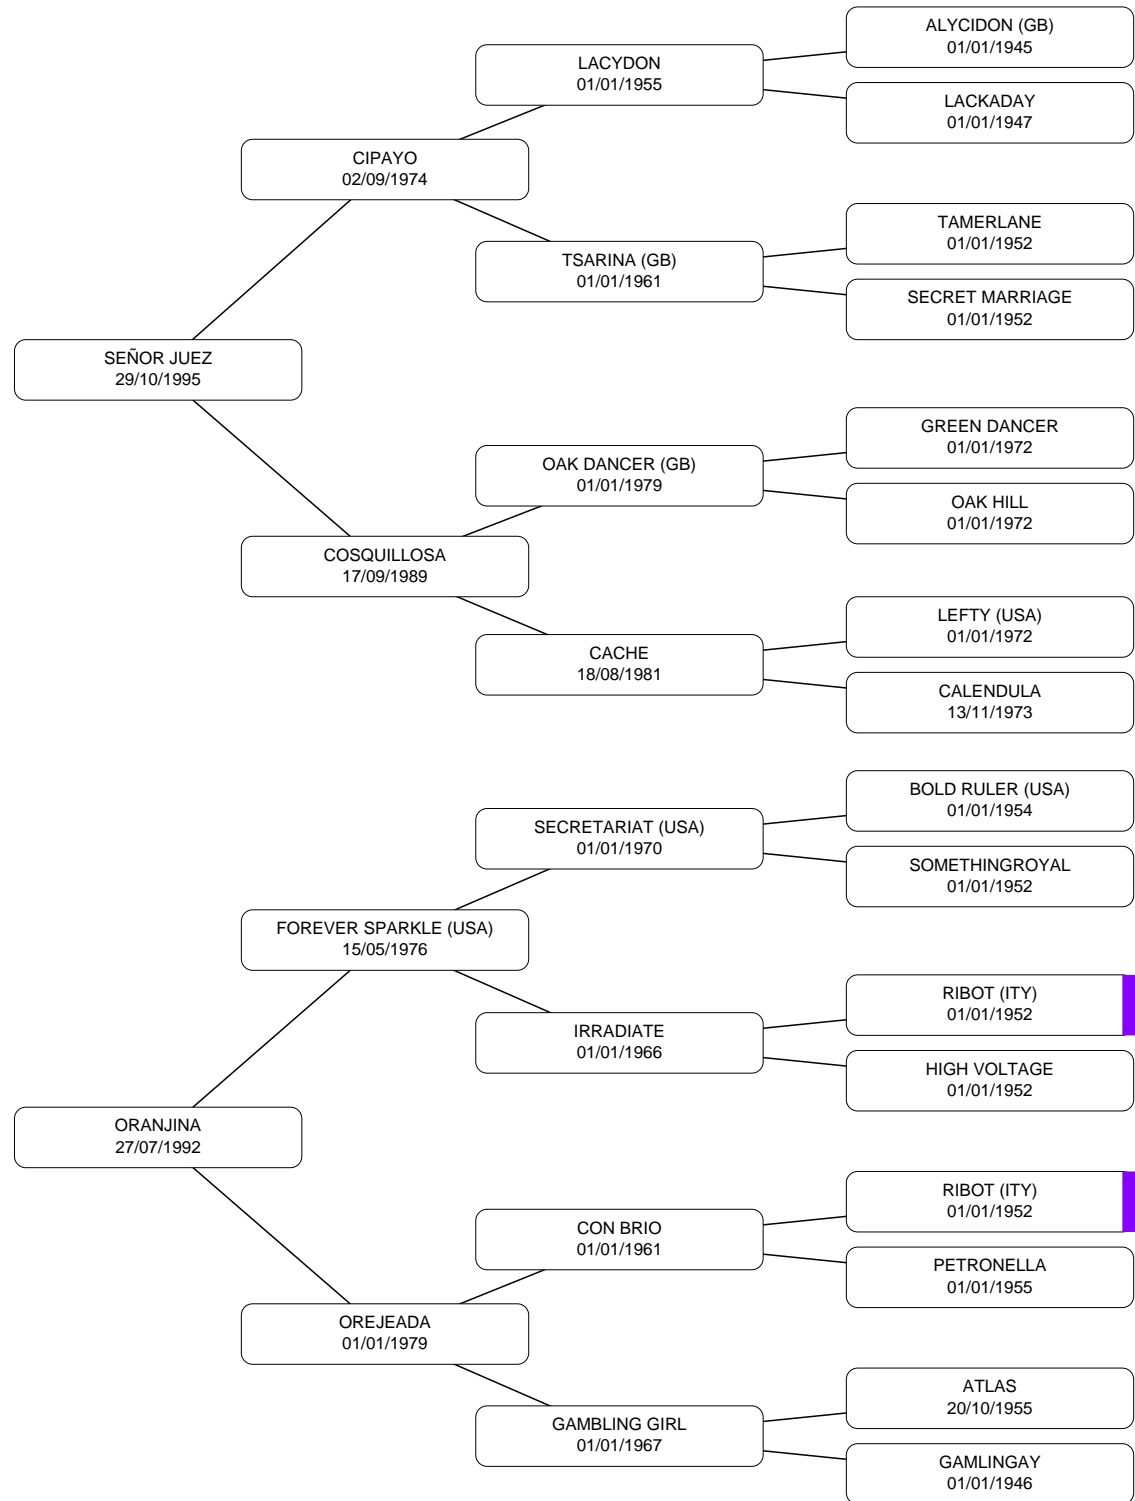 ALYCIDON (GB)
01/01/1945
LACYDON
01/01/1955
LACKADAY
01/01/1947
CIPAYO
02/09/1974
TAMERLANE
01/01/1952
TSARINA (GB)
01/01/1961
SECRET MARRIAGE
01/01/1952
SEÑOR JUEZ
29/10/1995
GREEN DANCER
01/01/1972
OAK DANCER (GB)
01/01/1979
OAK HILL
01/01/1972
COSQUILLOSA
17/09/1989
LEFTY (USA)
01/01/1972
CACHE
18/08/1981
CALENDULA
13/11/1973
BOLD RULER (USA)
01/01/1954
SECRETARIAT (USA)
01/01/1970
SOMETHINGROYAL
01/01/1952
FOREVER SPARKLE (USA)
15/05/1976
RIBOT (ITY)
01/01/1952
IRRADIATE
01/01/1966
HIGH VOLTAGE
01/01/1952
ORANJINA
27/07/1992
RIBOT (ITY)
01/01/1952
CON BRIO
01/01/1961
PETRONELLA
01/01/1955
OREJEADA
01/01/1979
ATLAS
20/10/1955
GAMBLING GIRL
01/01/1967
GAMLINGAY
01/01/1946